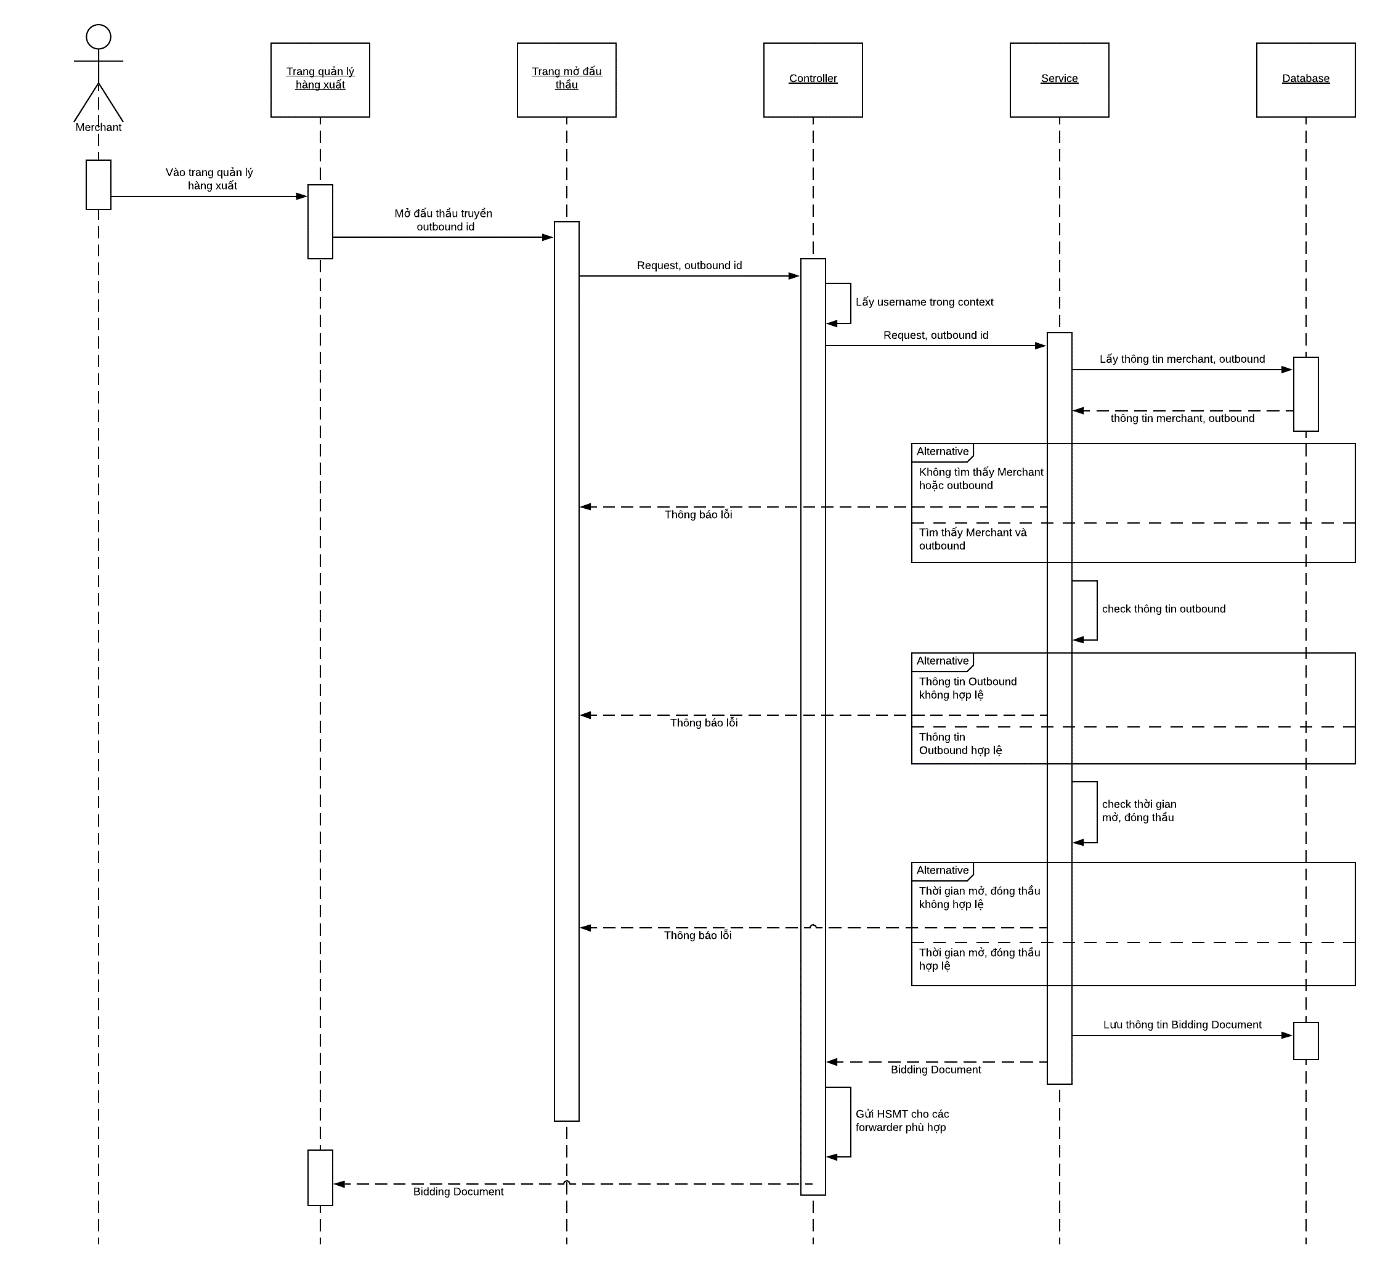 Merchant
Trang quản lý
hàng xuất
Trang mở đấu
thầu
Controller
Service
Database
Vào trang quản lý
hàng xuất
Mở đấu thầu truyền
outbound id
Request, outbound id
Lấy username trong context
Request, outbound id
Lấy thông tin merchant, outbound
thông tin merchant, outbound
Alternative
Không tìm thấy Merchant
hoặc outbound
Thông báo lỗi
Tìm thấy Merchant và
outbound
check thông tin outbound
Alternative
Thông tin Outbound
không hợp lệ
Thông báo lỗi
Thông tin
Outbound hợp lệ
check thời gian
mở, đóng thầu
Alternative
Thời gian mở, đóng thầu
không hợp lệ
Thông báo lỗi
Thời gian mở, đóng thầu
hợp lệ
Lưu thông tin Bidding Document
Bidding Document
Gửi HSMT cho các
forwarder phù hợp
Bidding Document